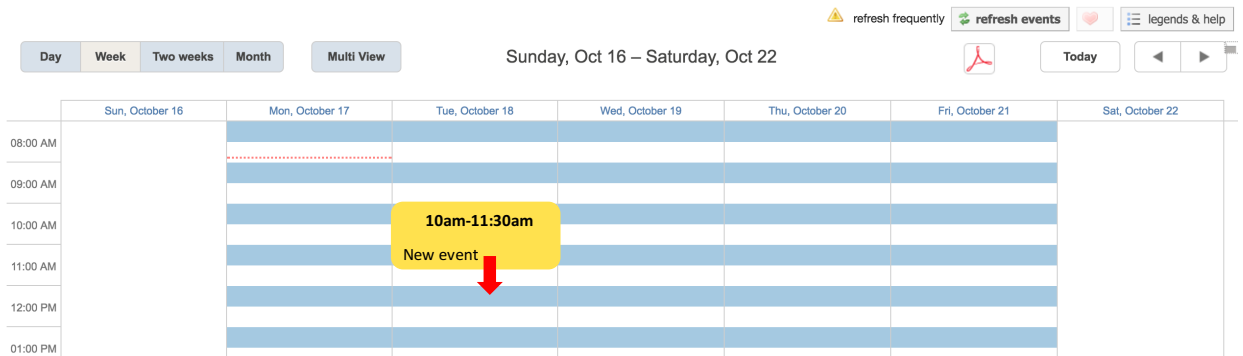 refresh frequently refresh events legends & help
Day Week Two weeks Month Multi View Sunday, Oct 16 – Saturday, Oct 22 Today
Sun, October 16 Mon, October 17 Tue, October 18 Wed, October 19 Thu, October 20 Fri, October 21 Sat, October 22
08:00 AM
09:00 AM
10:00 AM
10am-11:30am
New event
11:00 AM
12:00 PM
01:00 PM